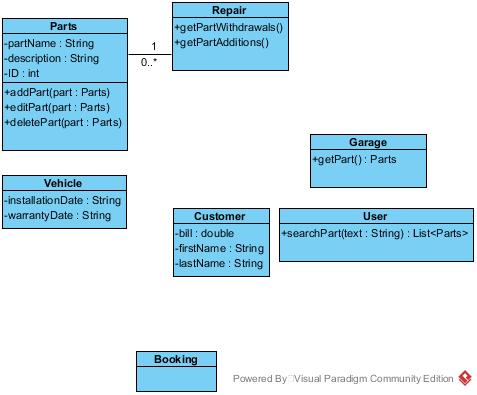 Parts
-partName : String
-description : String
-ID : int
+addPart(part : Parts)
+editPart(part : Parts)
+deletePart(part : Parts)
1
0..*
Repair
+getPartWithdrawals()
+getPartAdditions()
Garage
+getPart() : Parts
Vehicle
-installationDate : String
-warrantyDate : String
Customer
-bill : double
-firstName : String
-lastName : String
User
+searchPart(text : String) : List<Parts>
Booking
Powered By Visual Paradigm Community Edition